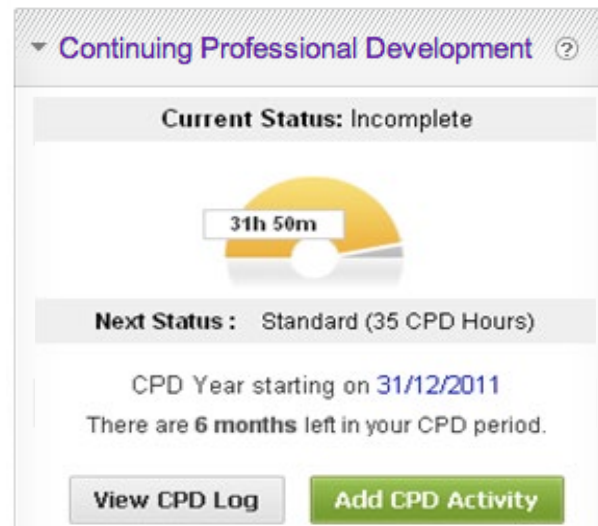 Continuing Professional Development ?
Current Status: Incomplete
31h 50m
Next Status : Standard (35 CPD Hours)
CPD Year starting on 31/12/2011
There are 6 months left in your CPD period.
View CPD Log Add CPD Activity